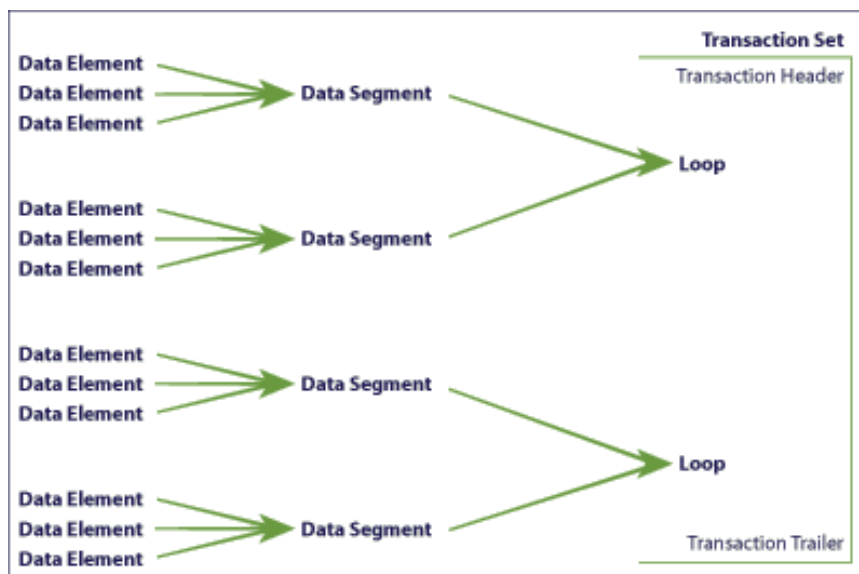 Transaction Set
Data Element
Transaction Header
Data Element
Data Segment
Data Element
Loop
Data Element
Data Element
Data Segment
Data Element
Data Element
Data Element
Data Segment
Data Element
Loop
Data Element
Data Element
Data Segment
Transaction Trailer
Data Element